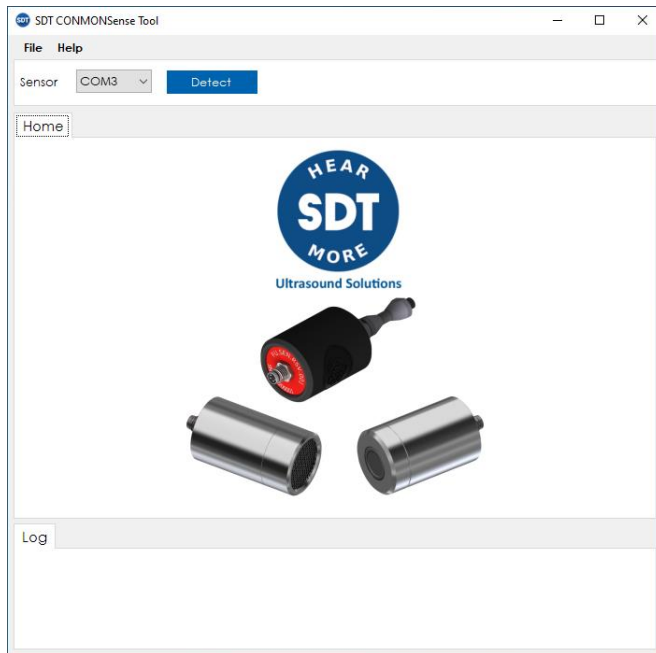 SDT CONMONSense Tool
File Help
Sensor COM3 Detect
Home
HEAR
SDT
MORE
Ultrasound Solutions
Log